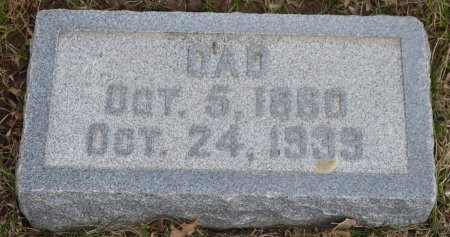 DAD
OCT. 5, 1860
OCT. 24, 1939